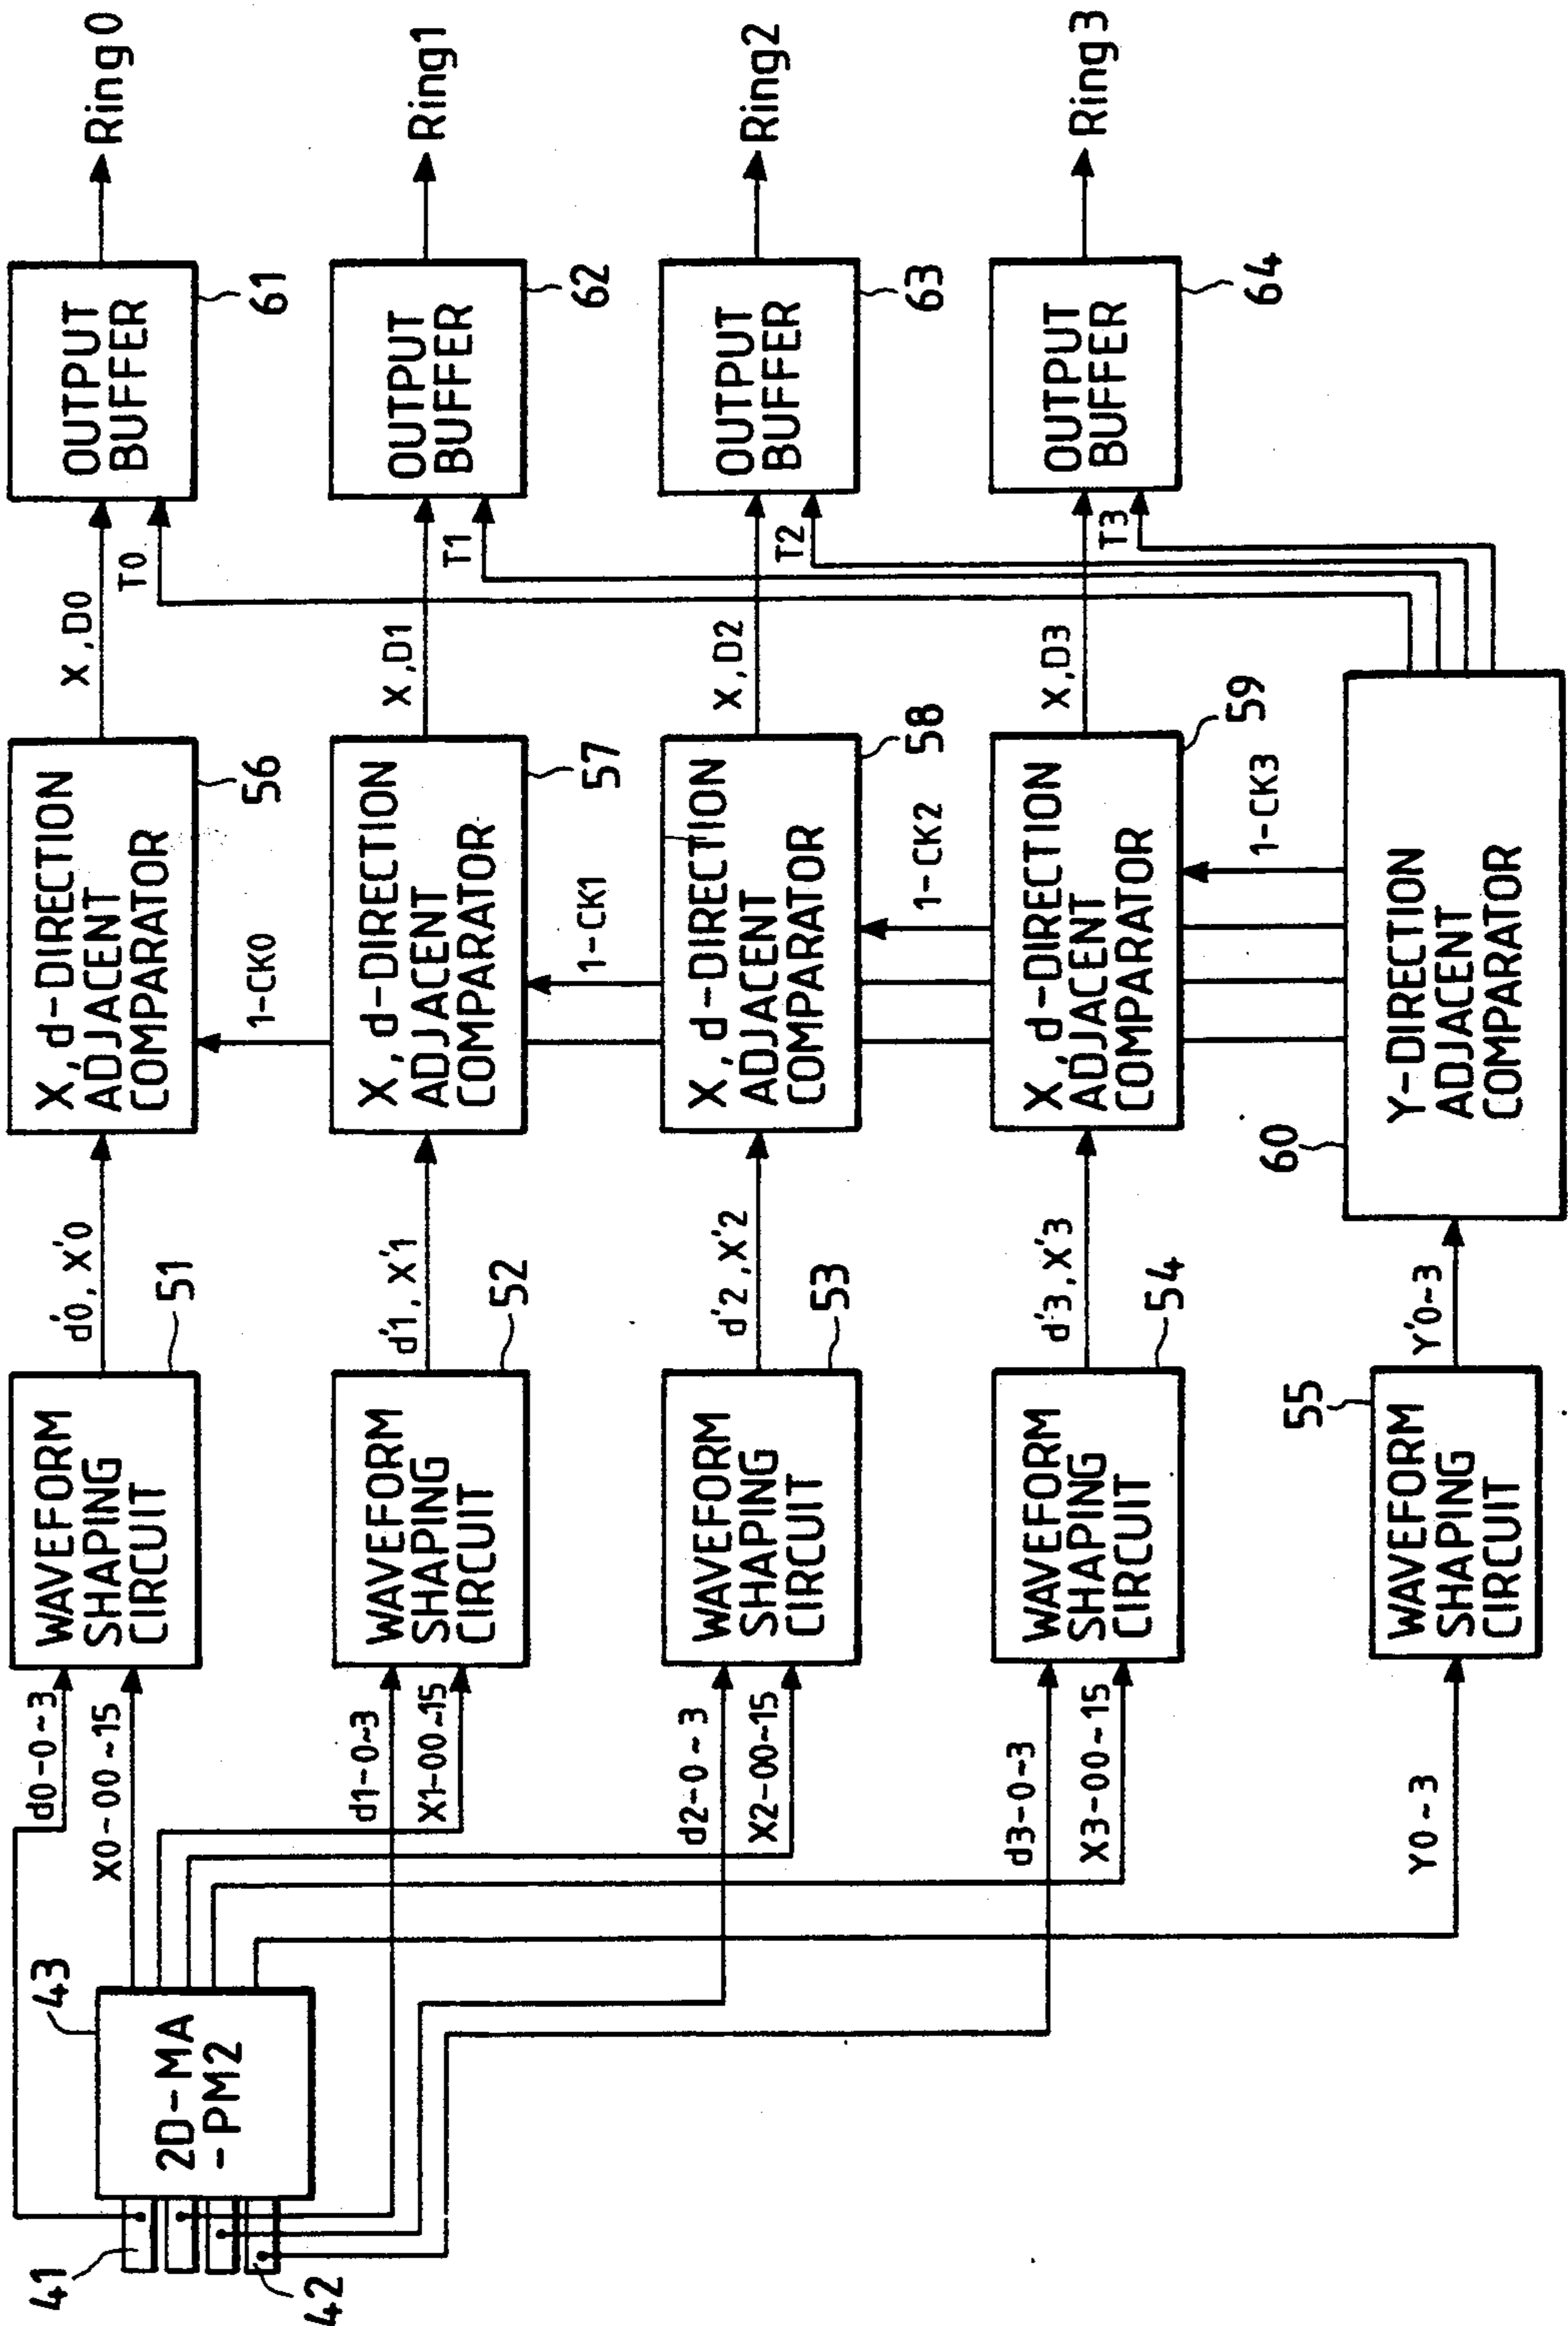 43
2D-MA
-PM2
41
42
d0-0~3
X0-00~15
WAVEFORM
SHAPING
CIRCUIT
51
d'0, X'0
X,d-DIRECTION
ADJACENT
COMPARATOR
56
1-CK0
X,D0
T0
OUTPUT
BUFFER
61
Ring0
d1-0~3
X1-00~15
WAVEFORM
SHAPING
CIRCUIT
52
d'1, X'1
X,d-DIRECTION
ADJACENT
COMPARATOR
57
1-CK1
X,D1
T1
OUTPUT
BUFFER
62
Ring1
d2-0~3
X2-00~15
WAVEFORM
SHAPING
CIRCUIT
53
d'2,X'2
X,d-DIRECTION
ADJACENT
COMPARATOR
58
1-CK2
X,D2
T2
OUTPUT
BUFFER
63
Ring2
d3-0~3
X3-00~15
WAVEFORM
SHAPING
CIRCUIT
54
d'3,X'3
X,d-DIRECTION
ADJACENT
COMPARATOR
59
1-CK3
X,D3
T3
OUTPUT
BUFFER
64
Ring3
Y0~3
WAVEFORM
SHAPING
CIRCUIT
55
Y'0~3
60
Y-DIRECTION
ADJACENT
COMPARATOR